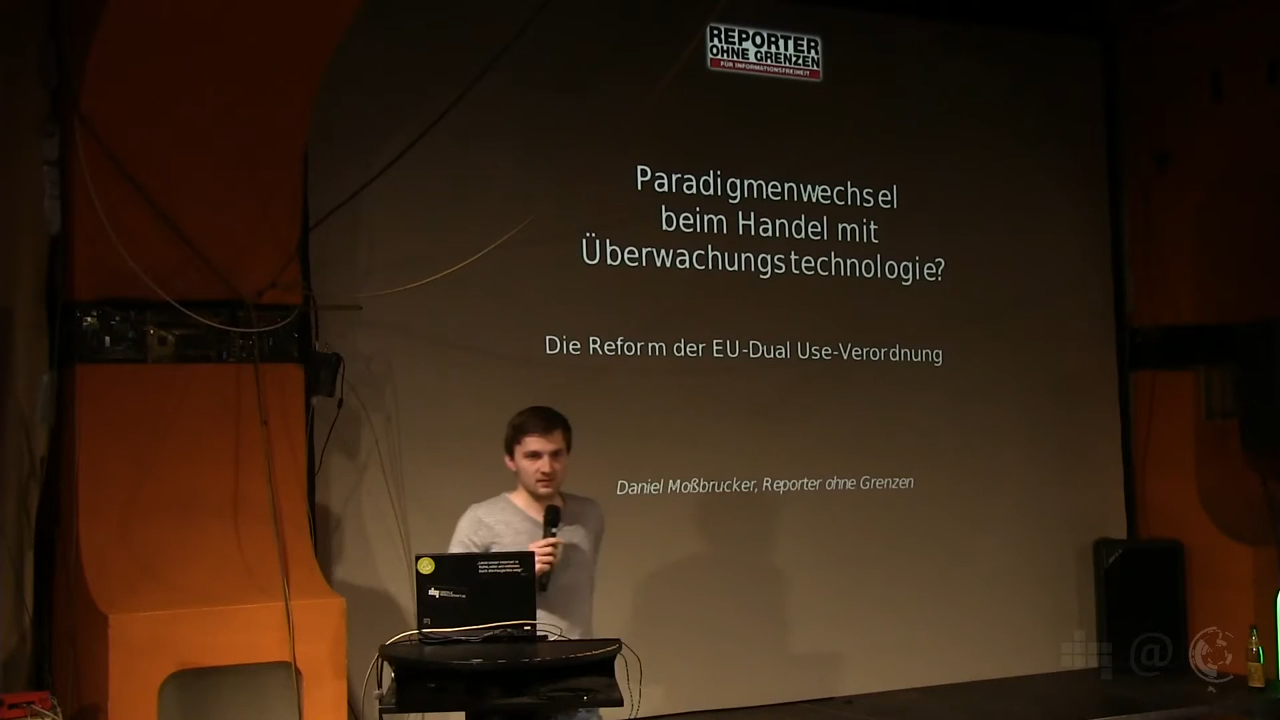 REPORTER
OHNE GRENZEN
FÜR INFORMATIONSFREIHEIT
Paradigmenwechsel
beim Handel mit
Überwachungstechnologie?
Die Reform der EU-Dual Use-Verordnung
Daniel Moßbrucker, Reporter ohne Grenzen
@